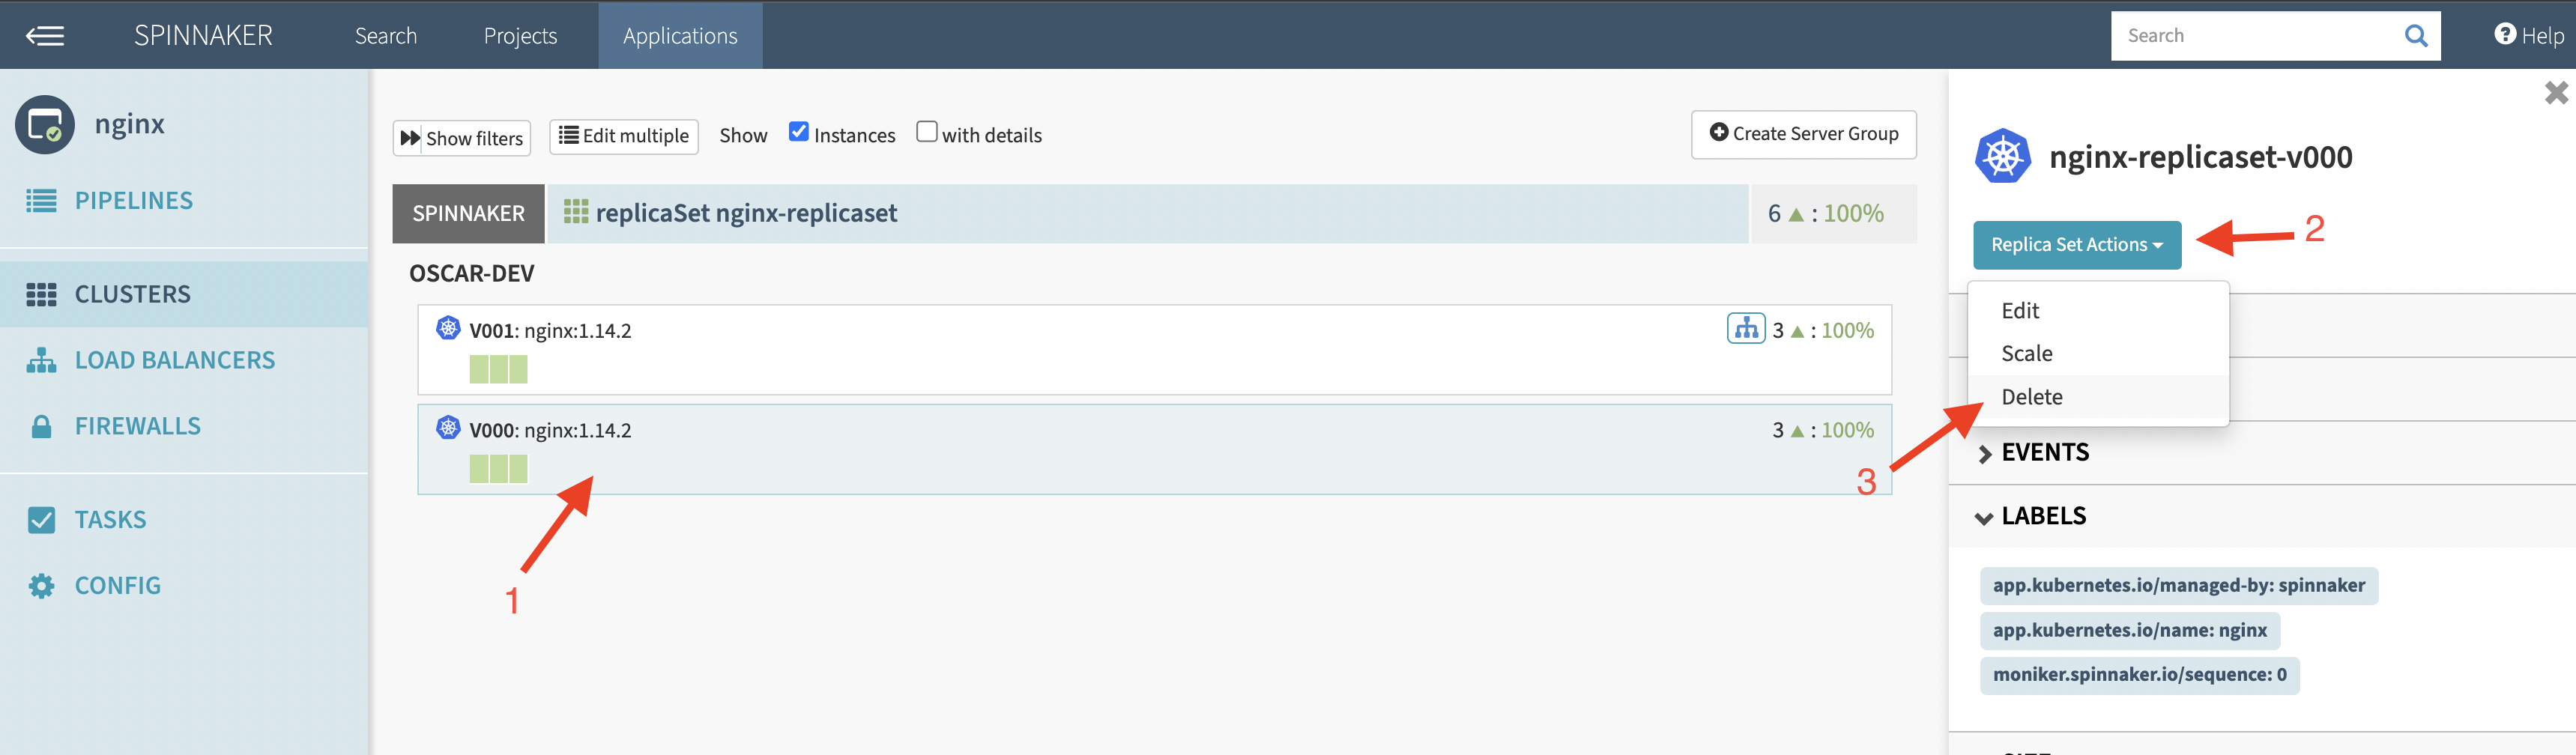 SPINNAKER
Search
Projects
Applications
Search
Help
nginx
PIPELINES
CLUSTERS
LOAD BALANCERS
FIREWALLS
TASKS
CONFIG
Show filters
Edit multiple
Show
Instances
with details
Create Server Group
SPINNAKER
replicaSet nginx-replicaset
6 ▲ : 100%
OSCAR-DEV
V001: nginx:1.14.2
3 ▲ : 100%
V000: nginx:1.14.2
3 ▲ : 100%
1
nginx-replicaset-v000
Replica Set Actions
2
Edit
Scale
Delete
3
EVENTS
LABELS
app.kubernetes.io/managed-by: spinnaker
app.kubernetes.io/name: nginx
moniker.spinnaker.io/sequence: 0